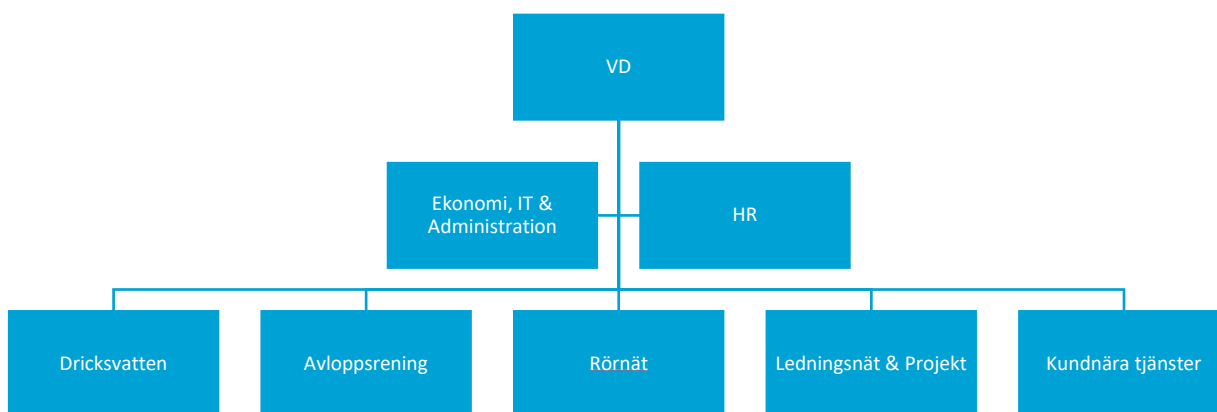 VD
Ekonomi, IT &
Administration
HR
Dricksvatten
Avloppsrening
Rörnät
Ledningsnät & Projekt
Kundnära tjänster